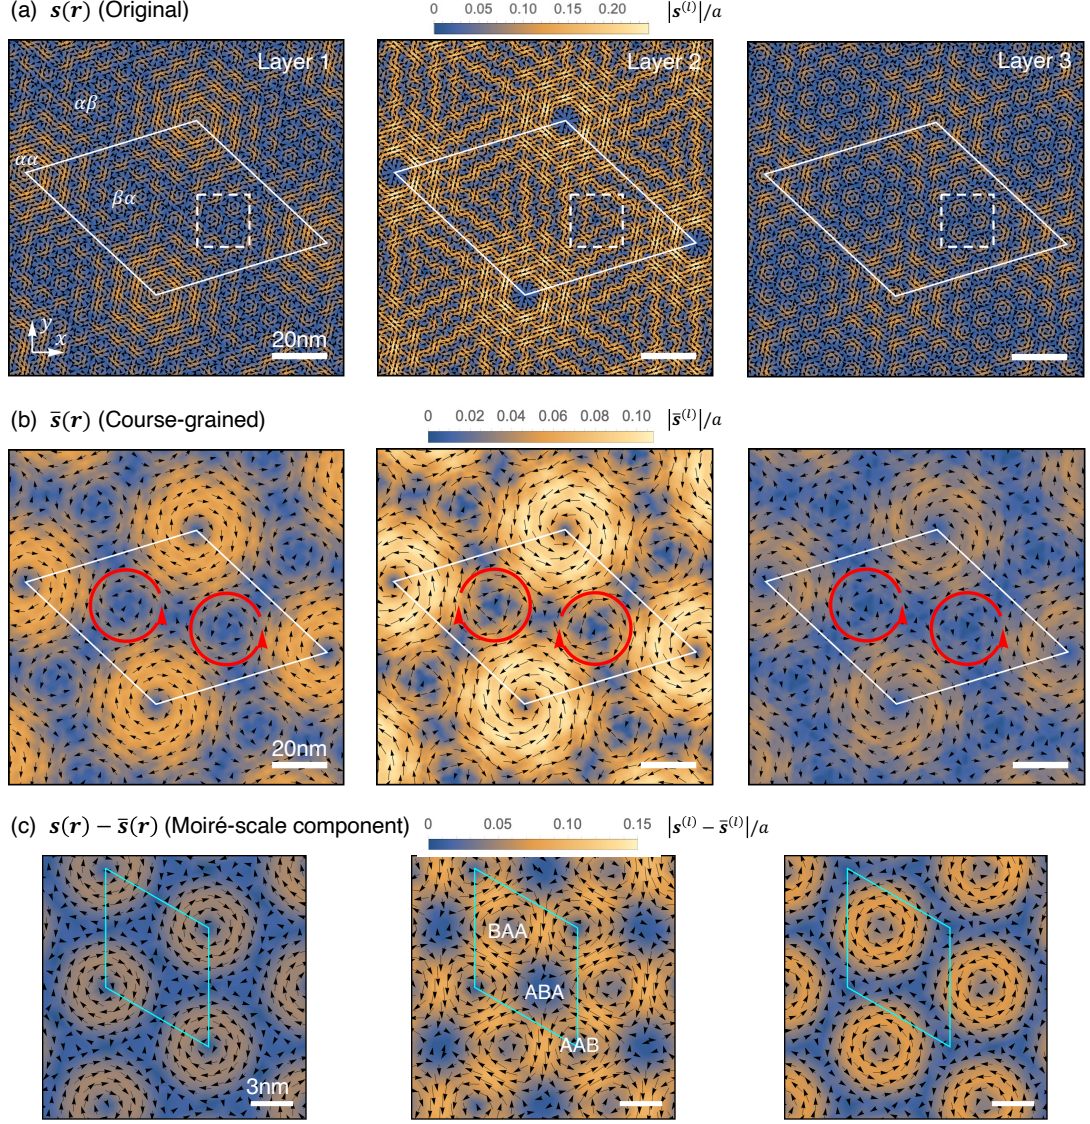 (a) s(r) (Original)
0 0.05 0.10 0.20 |s⁽ˡ⁾|/a
Layer 1
Layer 2
Layer 3
αβ
αα
βα
y
x
20nm
(b) s̄(r) (Course-grained)
0 0.02 0.04 0.06 0.08 0.10 |s̄⁽ˡ⁾|/a
20nm
(c) s(r) − s̄(r) (Moiré-scale component)
0 0.05 0.10 0.15 |s⁽ˡ⁾ − s̄⁽ˡ⁾|/a
BAA
ABA
AAB
3nm